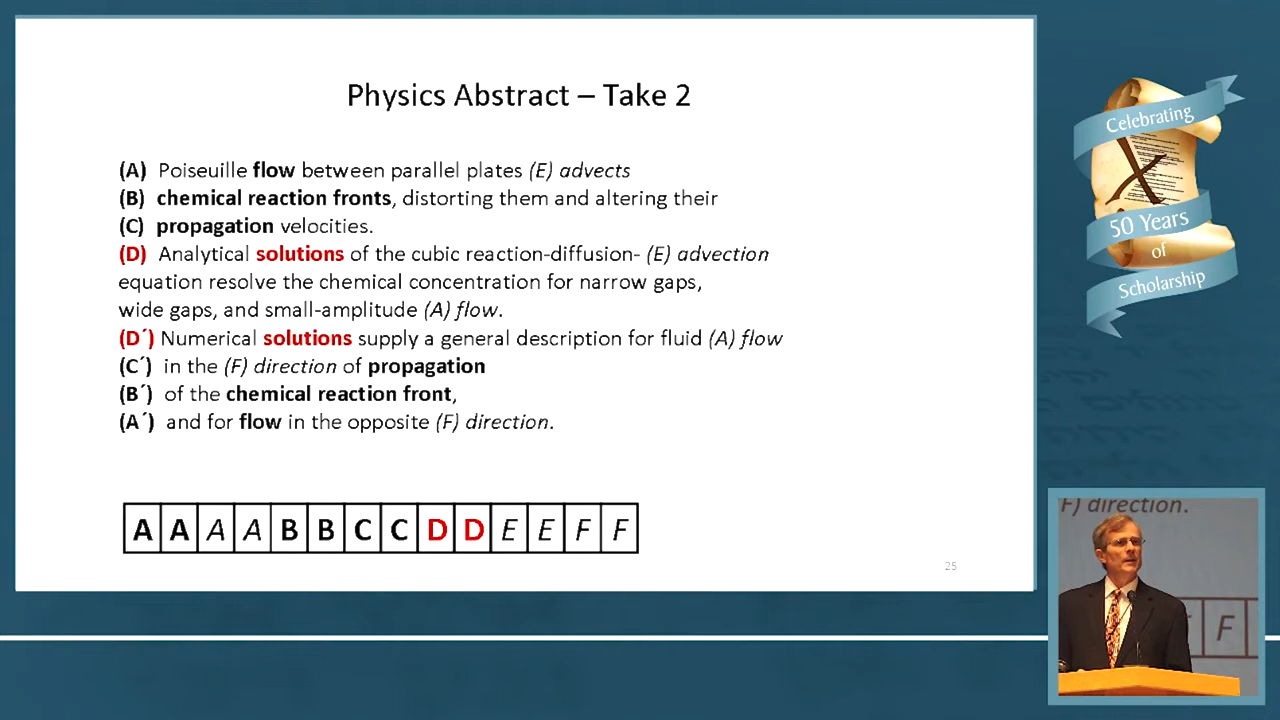 Physics Abstract – Take 2
(A) Poiseuille flow between parallel plates (E) advects
(B) chemical reaction fronts, distorting them and altering their
(C) propagation velocities.
(D) Analytical solutions of the cubic reaction-diffusion- (E) advection
equation resolve the chemical concentration for narrow gaps,
wide gaps, and small-amplitude (A) flow.
(D´) Numerical solutions supply a general description for fluid (A) flow
(C´) in the (F) direction of propagation
(B´) of the chemical reaction front,
(A´) and for flow in the opposite (F) direction.
A A A A B B C C D D E E F F
25
Celebrating
X
50 Years
of
Scholarship
F) direction.
F